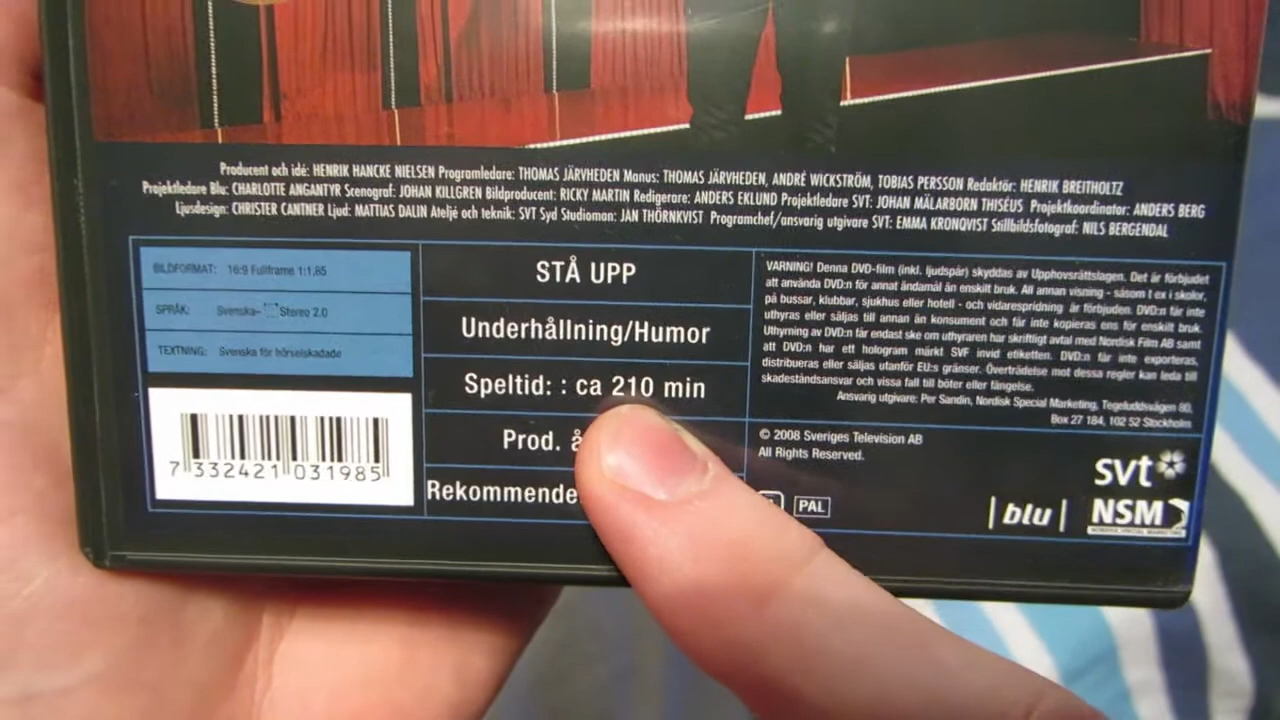 Producent och idé: HENRIK HANCKE NIELSEN Programledare: THOMAS JÄRVHEDEN Manus: THOMAS JÄRVHEDEN, ANDRÉ WICKSTRÖM, TOBIAS PERSSON Redaktör: HENRIK BREITHOLTZ
Projektledare Blu: CHARLOTTE ANGANTYR Scenograf: JOHAN KILLGREN Bildproducent: RICKY MARTIN Redigerare: ANDERS EKLUND Projektledare SVT: JOHAN MÄLARBORN THISÉUS Projektkoordinator: ANDERS BERG
Ljusdesign: CHRISTER CANTNER Ljud: MATTIAS DALIN Ateljé och teknik: SVT Syd Studioman: JAN THÖRNKVIST Programchef/ansvarig utgivare SVT: EMMA KRONQVIST Stillbildsfotograf: NILS BERGENDAL
BILDFORMAT: 16:9 Fullframe 1:1,85
SPRÅK: Svenska– Stereo 2.0
TEXTNING: Svenska för hörselskadade
7 332421 031985
STÅ UPP
Underhållning/Humor
Speltid: : ca 210 min
Prod. å
Rekommende
VARNING! Denna DVD-film (inkl. ljudspår) skyddas av Upphovsrättslagen. Det är förbjudet
att använda DVD:n för annat ändamål än enskilt bruk. All annan visning - såsom t ex i skolor,
på bussar, klubbar, sjukhus eller hotell - och vidarespridning är förbjuden. DVD:n får inte
uthyras eller säljas till annan än konsument och får inte kopieras ens för enskilt bruk.
Uthyrning av DVD:n får endast ske om uthyraren har skriftligt avtal med Nordisk Film AB samt
att DVD:n har ett hologram märkt SVF invid etiketten. DVD:n får inte exporteras,
distribueras eller säljas utanför EU:s gränser. Överträdelse mot dessa regler kan leda till
skadeståndsansvar och vissa fall till böter eller fängelse.
Ansvarig utgivare: Per Sandin, Nordisk Special Marketing, Tegeluddsvägen 80,
Box 27 184, 102 52 Stockholm
© 2008 Sveriges Television AB
All Rights Reserved.
PAL
|blu|
svt
NSM
NORDISK SPECIAL MARKETING